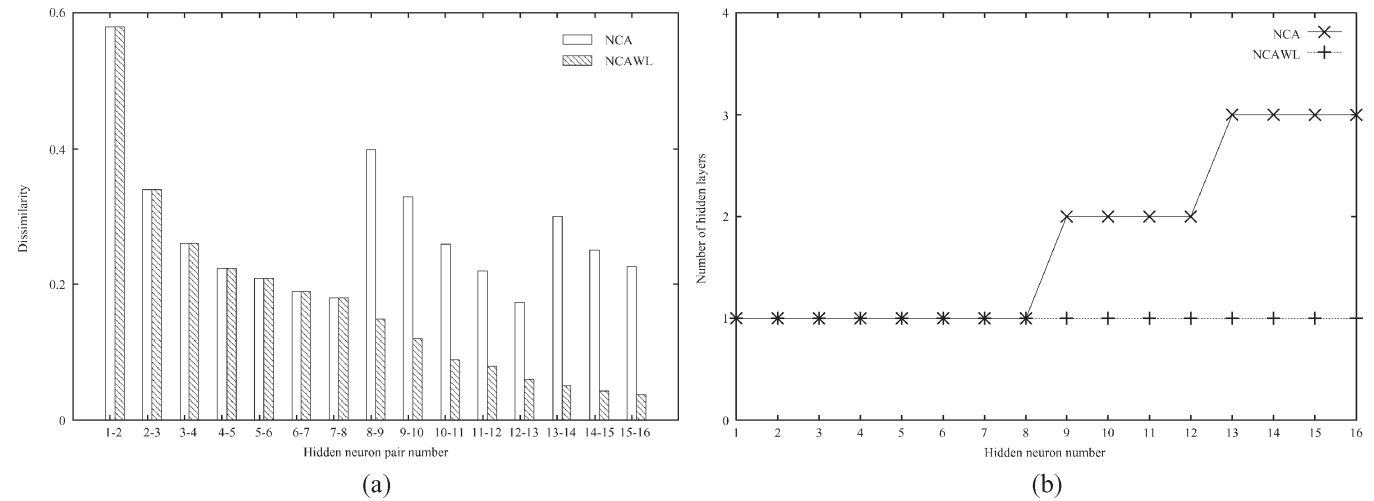 0.6
0.4
0.2
0
Dissimilarity
NCA
NCAWL
1-2 2-3 3-4 4-5 5-6 6-7 7-8 8-9 9-10 10-11 11-12 12-13 13-14 14-15 15-16
Hidden neuron pair number
(a)
4
3
2
1
0
Number of hidden layers
NCA
NCAWL
1 2 3 4 5 6 7 8 9 10 11 12 13 14 15 16
Hidden neuron number
(b)